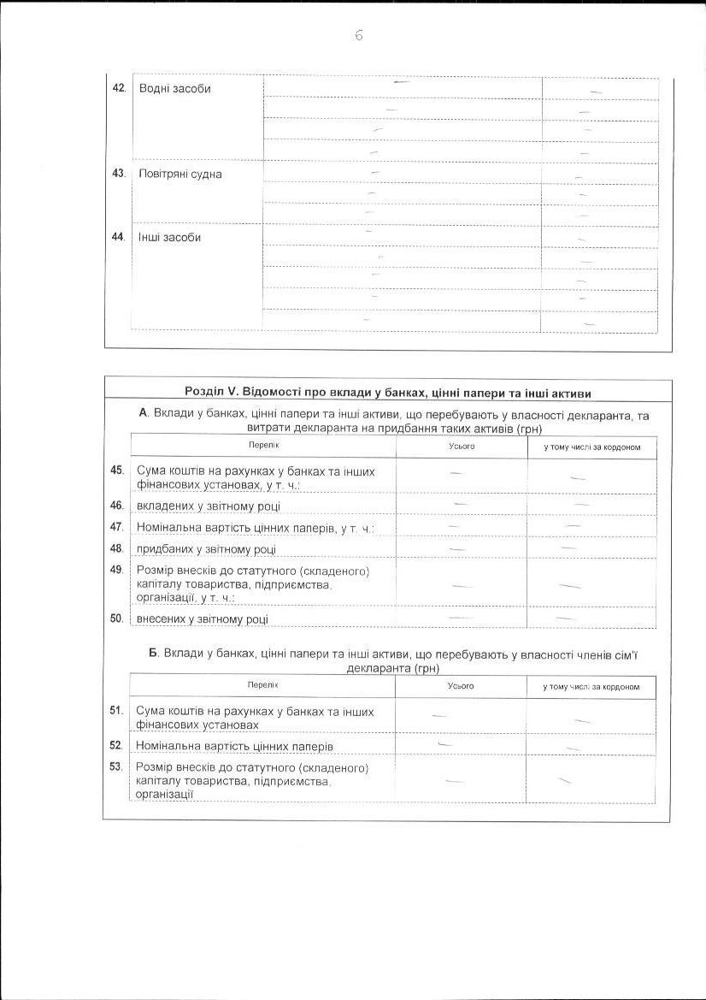 6
42. Водні засоби — —
— —
— —
— —
43. Повітряні судна — —
— —
— —
44. Інші засоби — —
— —
— —
— —
— —
Розділ V. Відомості про вклади у банках, цінні папери та інші активи
А. Вклади у банках, цінні папери та інші активи, що перебувають у власності декларанта, та
витрати декларанта на придбання таких активів (грн)
Перелік Усього у тому числі за кордоном
45. Сума коштів на рахунках у банках та інших — —
фінансових установах, у т. ч.:
46. вкладених у звітному році — —
47. Номінальна вартість цінних паперів, у т. ч.: — —
48. придбаних у звітному році — —
49. Розмір внесків до статутного (складеного)
капіталу товариства, підприємства, — —
організації, у т. ч.:
50. внесених у звітному році — —
Б. Вклади у банках, цінні папери та інші активи, що перебувають у власності членів сім'ї
декларанта (грн)
Перелік Усього у тому числі за кордоном
51. Сума коштів на рахунках у банках та інших — —
фінансових установах
52. Номінальна вартість цінних паперів — —
53. Розмір внесків до статутного (складеного)
капіталу товариства, підприємства, — —
організації